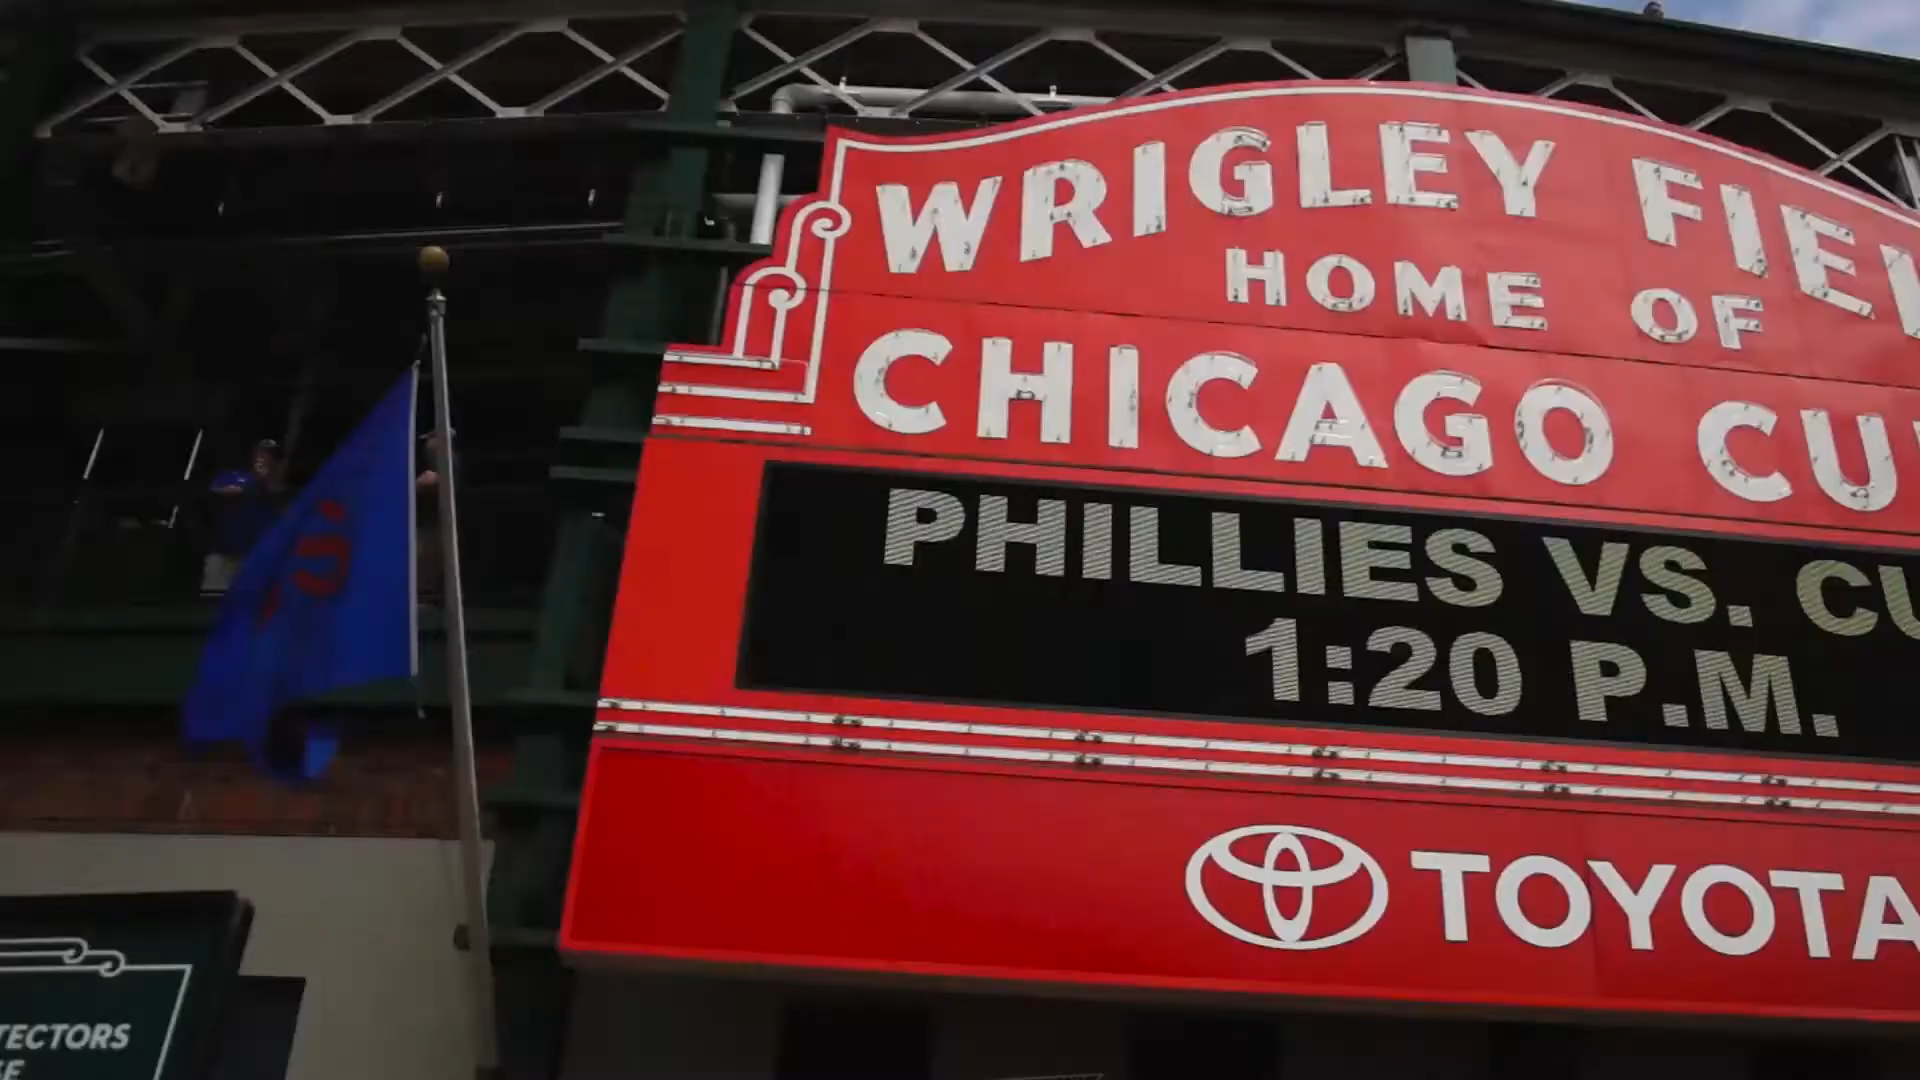 WRIGLEY FIEL
HOME OF
CHICAGO CU
PHILLIES VS. CU
1:20 P.M.
TOYOTA
TECTORS